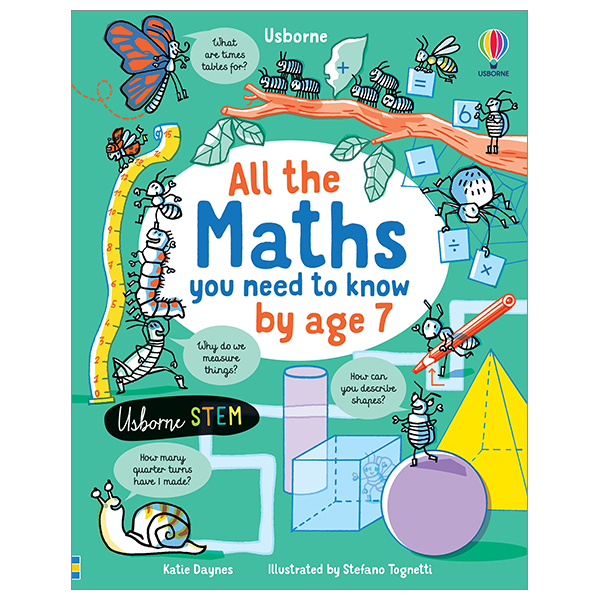 Usborne
USBORNE
What
are times
tables for?
+
=
6
-
÷
×
All the
Maths
you need to know
by age 7
Why do we
measure
things?
How can
you describe
shapes?
Usborne STEM
How many
quarter turns
have I made?
Katie Daynes
Illustrated by Stefano Tognetti